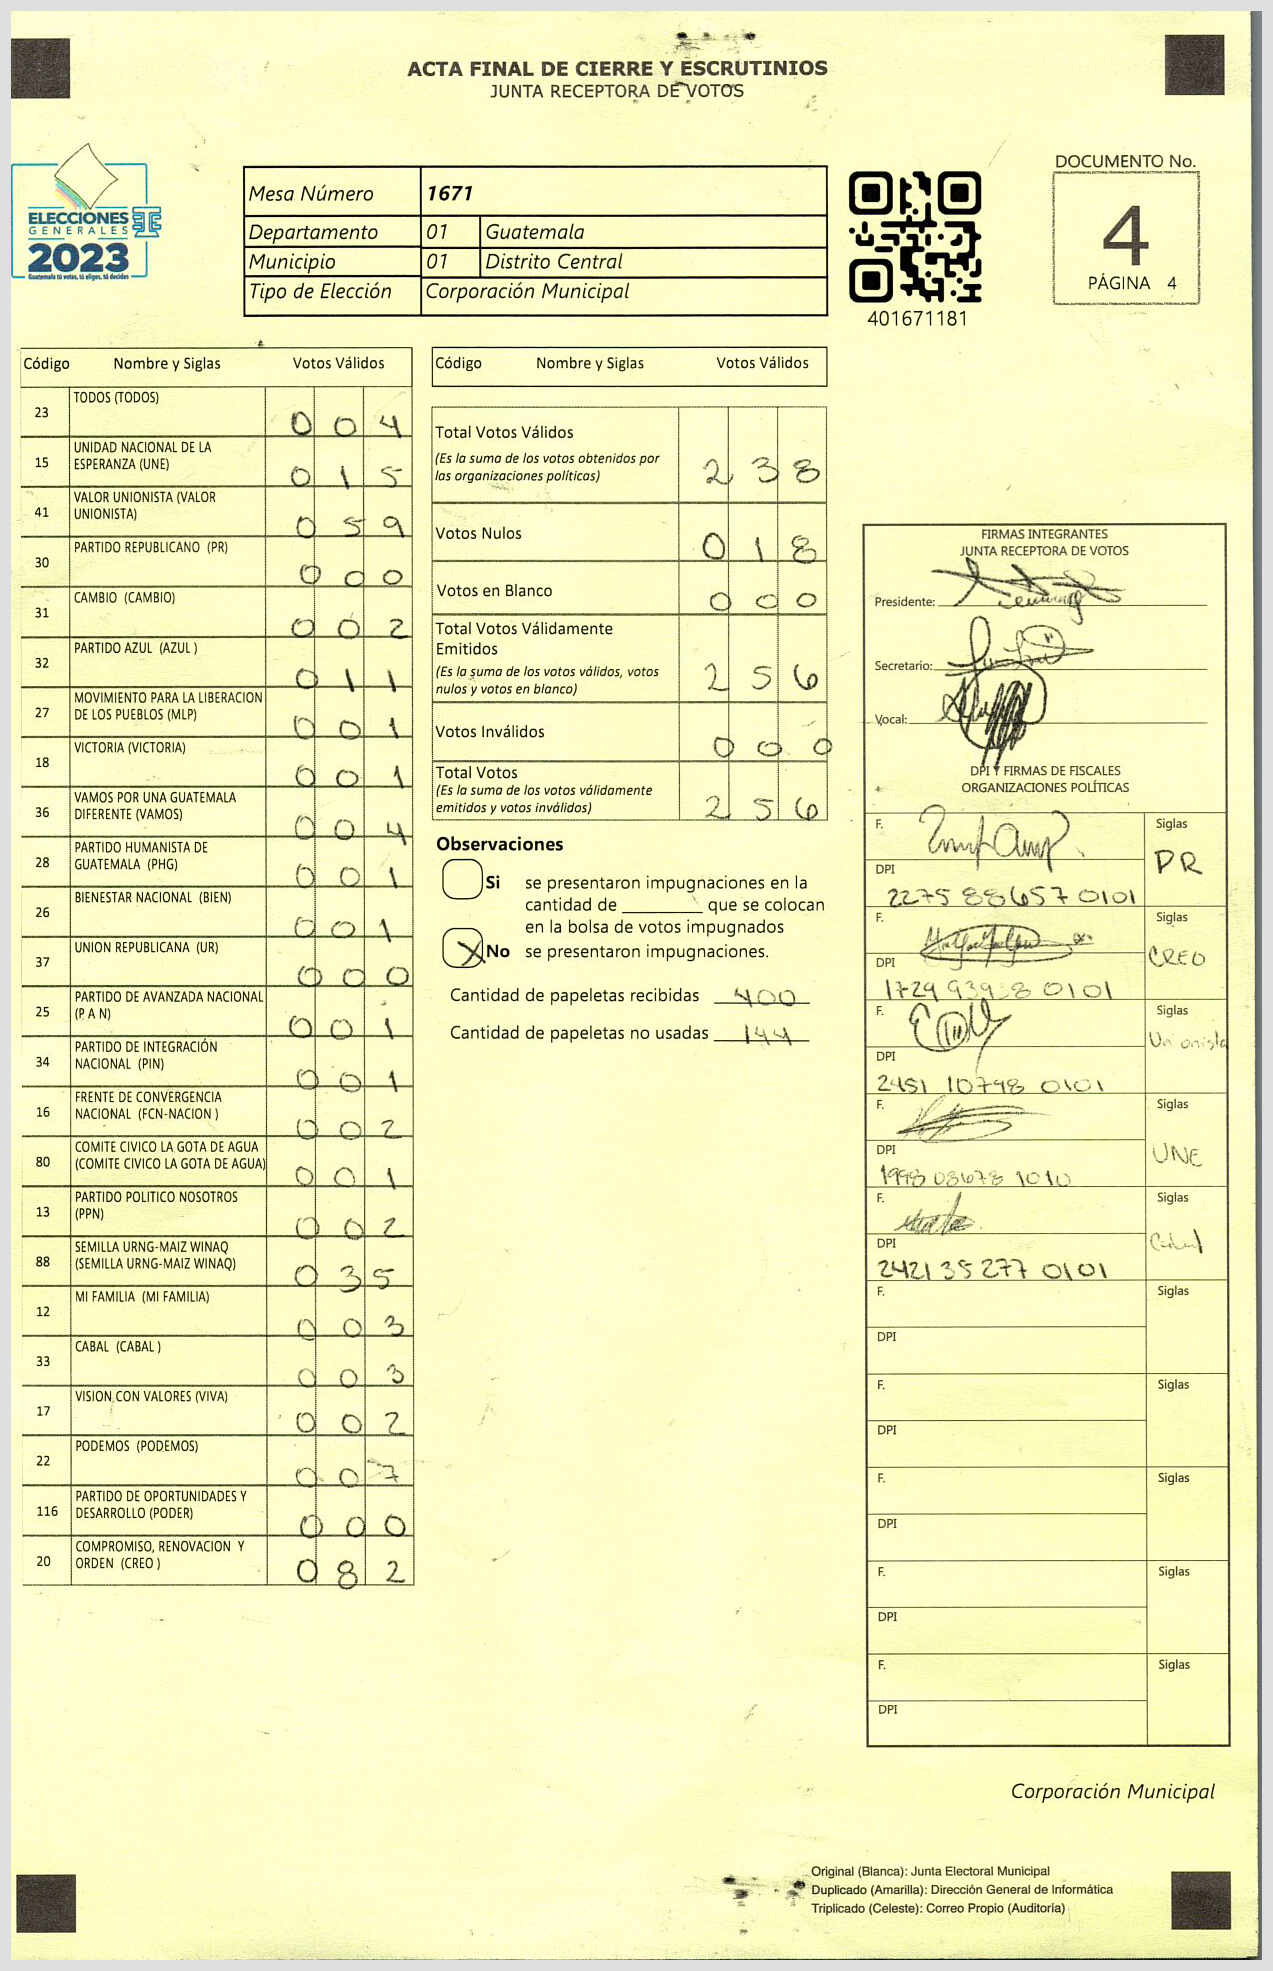 ACTA FINAL DE CIERRE Y ESCRUTINIOS
JUNTA RECEPTORA DE VOTOS
ELECCIONES
GENERALES
2023
Guatemala tú votas, tú eliges, tú decides
Mesa Número 1671
Departamento 01 Guatemala
Municipio 01 Distrito Central
Tipo de Elección Corporación Municipal
401671181
DOCUMENTO No.
4
PÁGINA 4
Código Nombre y Siglas Votos Válidos
23 TODOS (TODOS) 0 0 4
15 UNIDAD NACIONAL DE LA
ESPERANZA (UNE) 0 1 5
41 VALOR UNIONISTA (VALOR
UNIONISTA) 0 5 9
30 PARTIDO REPUBLICANO (PR) 0 0 0
31 CAMBIO (CAMBIO) 0 0 2
32 PARTIDO AZUL (AZUL ) 0 1 1
27 MOVIMIENTO PARA LA LIBERACION
DE LOS PUEBLOS (MLP) 0 0 1
18 VICTORIA (VICTORIA) 0 0 1
36 VAMOS POR UNA GUATEMALA
DIFERENTE (VAMOS) 0 0 4
28 PARTIDO HUMANISTA DE
GUATEMALA (PHG) 0 0 1
26 BIENESTAR NACIONAL (BIEN) 0 0 1
37 UNION REPUBLICANA (UR) 0 0 0
25 PARTIDO DE AVANZADA NACIONAL
(P A N) 0 0 1
34 PARTIDO DE INTEGRACIÓN
NACIONAL (PIN) 0 0 1
16 FRENTE DE CONVERGENCIA
NACIONAL (FCN-NACION ) 0 0 2
80 COMITE CIVICO LA GOTA DE AGUA
(COMITE CIVICO LA GOTA DE AGUA) 0 0 1
13 PARTIDO POLITICO NOSOTROS
(PPN) 0 0 2
88 SEMILLA URNG-MAIZ WINAQ
(SEMILLA URNG-MAIZ WINAQ) 0 3 5
12 MI FAMILIA (MI FAMILIA) 0 0 3
33 CABAL (CABAL ) 0 0 3
17 VISION CON VALORES (VIVA) 0 0 2
22 PODEMOS (PODEMOS) 0 0 7
116 PARTIDO DE OPORTUNIDADES Y
DESARROLLO (PODER) 0 0 0
20 COMPROMISO, RENOVACION Y
ORDEN (CREO ) 0 8 2
Código Nombre y Siglas Votos Válidos
Total Votos Válidos
(Es la suma de los votos obtenidos por
las organizaciones políticas) 2 3 8
Votos Nulos 0 1 8
Votos en Blanco 0 0 0
Total Votos Válidamente
Emitidos
(Es la suma de los votos válidos, votos
nulos y votos en blanco) 2 5 6
Votos Inválidos 0 0 0
Total Votos
(Es la suma de los votos válidamente
emitidos y votos inválidos) 2 5 6
Observaciones
Si se presentaron impugnaciones en la
cantidad de ________ que se colocan
en la bolsa de votos impugnados
X No se presentaron impugnaciones.
Cantidad de papeletas recibidas 400
Cantidad de papeletas no usadas 144
FIRMAS INTEGRANTES
JUNTA RECEPTORA DE VOTOS
Presidente:
Secretario:
Vocal:
DPI Y FIRMAS DE FISCALES
ORGANIZACIONES POLÍTICAS
F. Siglas
PR
DPI
2275 88657 0101
F. Siglas
CREO
DPI
1729 939 8 0101
F. Siglas
Unionista
DPI
2451 10798 0101
F. Siglas
UNE
DPI
1998 08678 1010
F. Siglas
DPI
2421 35 277 0101
F. Siglas
DPI
F. Siglas
DPI
F. Siglas
DPI
F. Siglas
DPI
F. Siglas
DPI
Corporación Municipal
Original (Blanca): Junta Electoral Municipal
Duplicado (Amarilla): Dirección General de Informática
Triplicado (Celeste): Correo Propio (Auditoría)